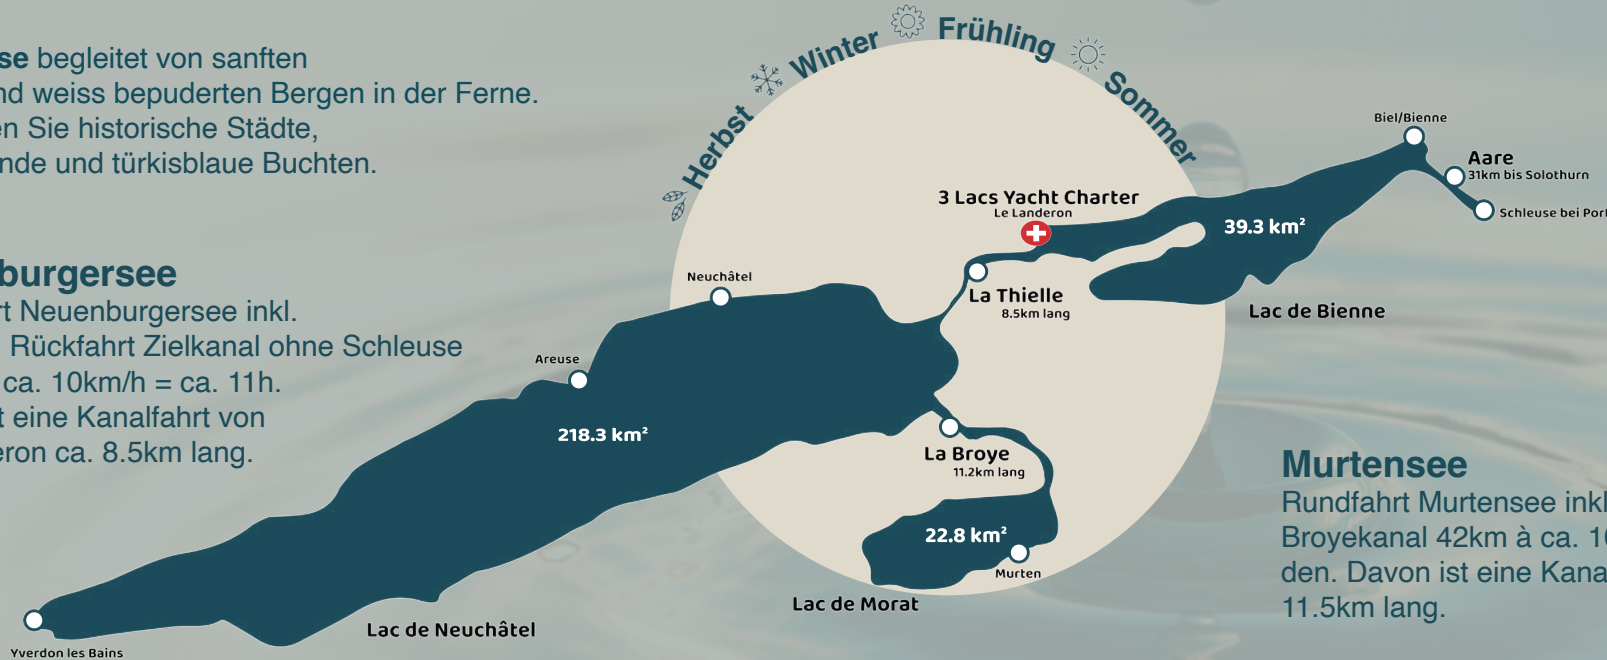 se begleitet von sanften
nd weiss bepuderten Bergen in der Ferne.
en Sie historische Städte,
nde und türkisblaue Buchten.
burgersee
rt Neuenburgersee inkl.
Rückfahrt Zielkanal ohne Schleuse
ca. 10km/h = ca. 11h.
t eine Kanalfahrt von
eron ca. 8.5km lang.
Herbst
Winter
Frühling
Sommer
3 Lacs Yacht Charter
Le Landeron
Biel/Bienne
Aare
31km bis Solothurn
Schleuse bei Port
39.3 km²
Lac de Bienne
La Thielle
8.5km lang
Neuchâtel
Areuse
218.3 km²
La Broye
11.2km lang
22.8 km²
Murten
Lac de Morat
Lac de Neuchâtel
Yverdon les Bains
Murtensee
Rundfahrt Murtensee inkl
Broyekanal 42km à ca. 10
den. Davon ist eine Kana
11.5km lang.